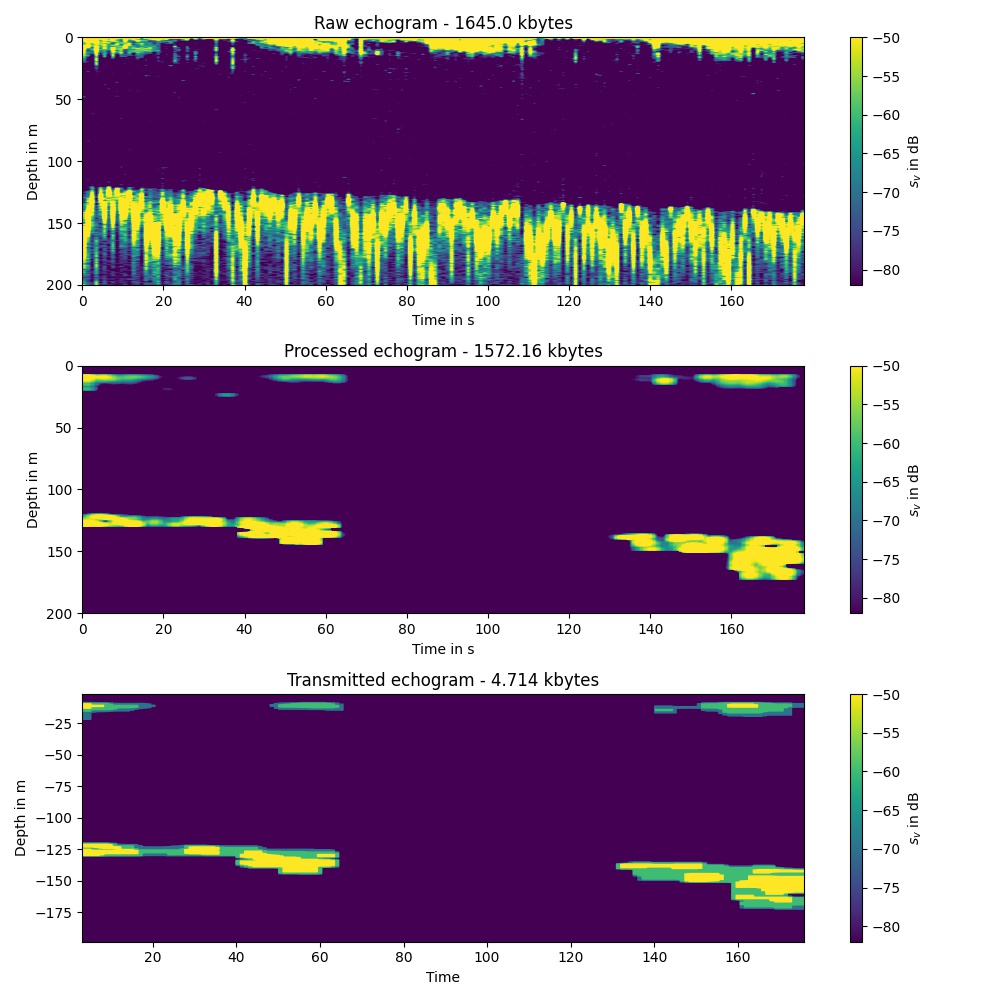 Raw echogram - 1645.0 kbytes
0
50
100
150
200
Depth in m
0 20 40 60 80 100 120 140 160
Time in s
−50
−55
−60
−65
−70
−75
−80
sv in dB
Processed echogram - 1572.16 kbytes
0
50
100
150
200
Depth in m
0 20 40 60 80 100 120 140 160
Time in s
−50
−55
−60
−65
−70
−75
−80
sv in dB
Transmitted echogram - 4.714 kbytes
−25
−50
−75
−100
−125
−150
−175
Depth in m
20 40 60 80 100 120 140 160
Time
−50
−55
−60
−65
−70
−75
−80
sv in dB